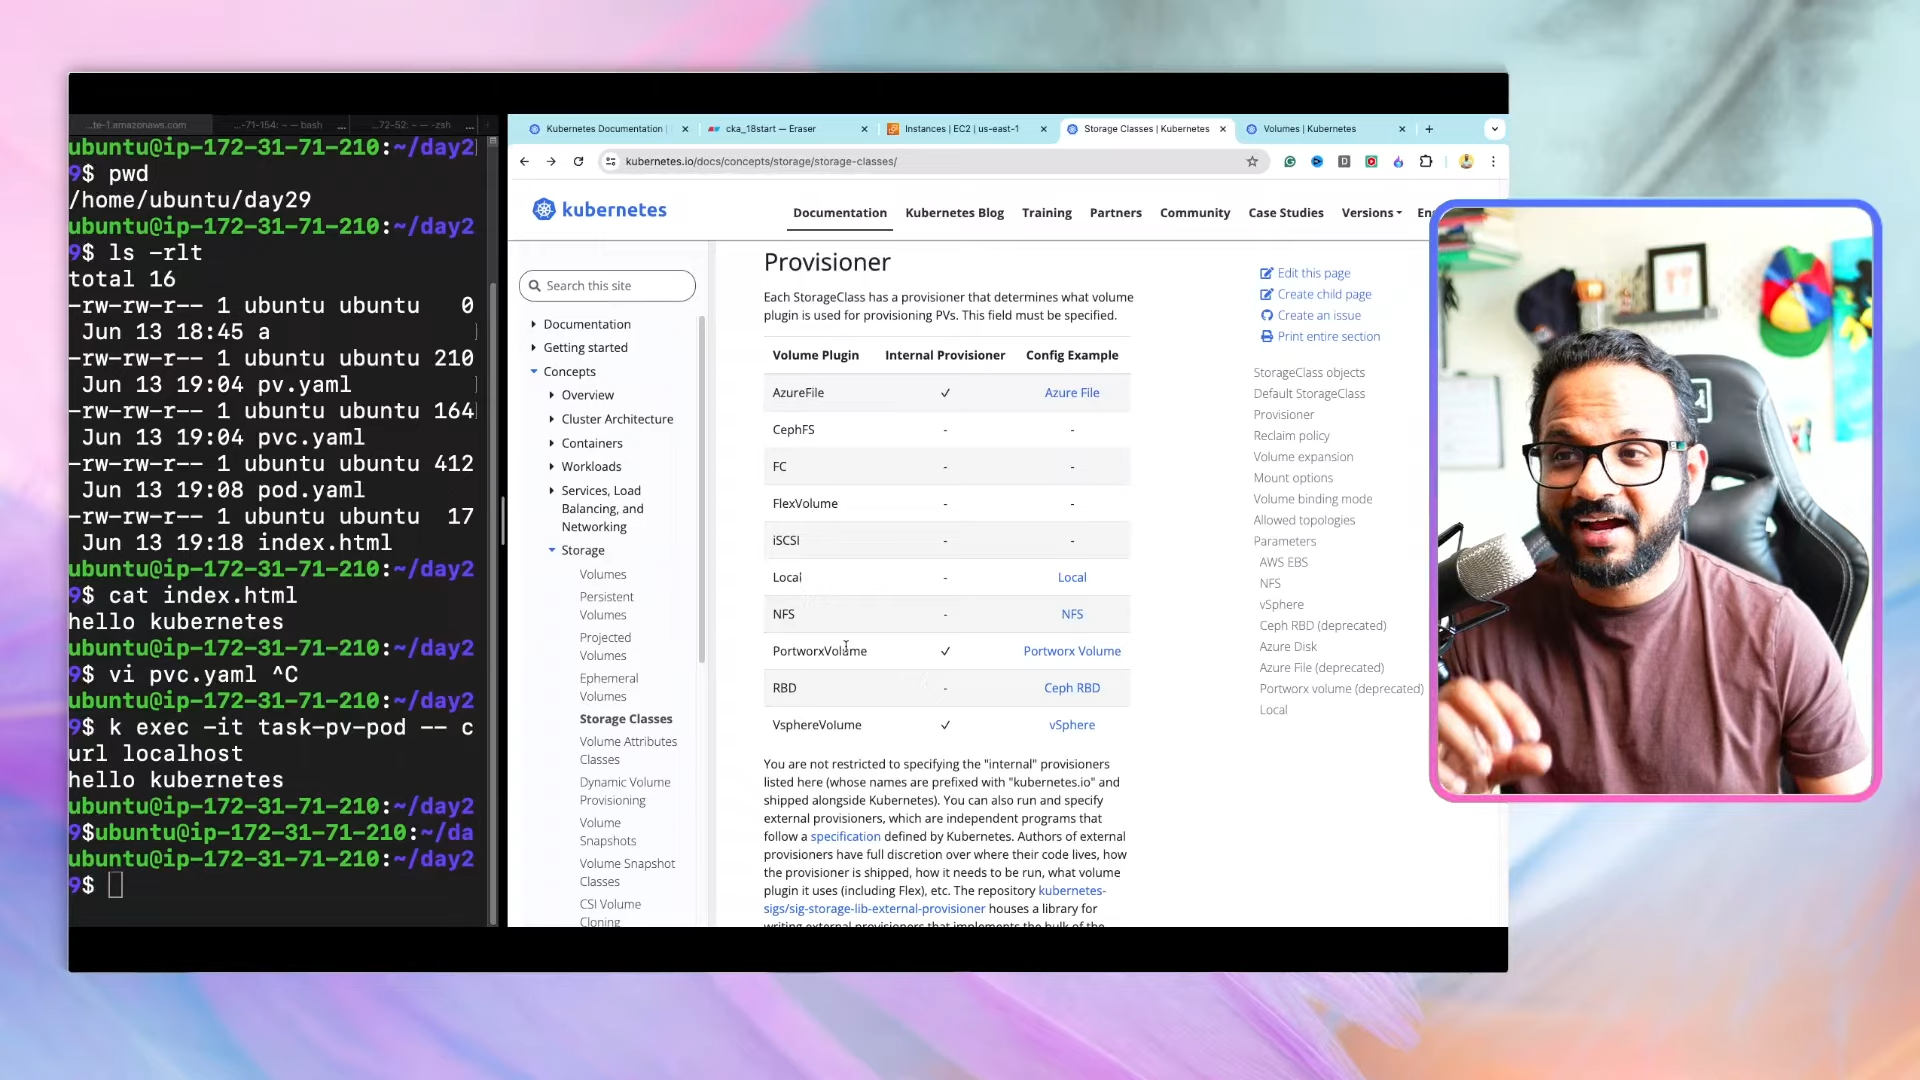 ...te-1.amazonaws.com
...-71-154: ~ — bash ...
...72-52: ~ — -zsh ...
ubuntu@ip-172-31-71-210:~/day2
9$ pwd
/home/ubuntu/day29
ubuntu@ip-172-31-71-210:~/day2
9$ ls -rlt
total 16
-rw-rw-r-- 1 ubuntu ubuntu   0
 Jun 13 18:45 a
-rw-rw-r-- 1 ubuntu ubuntu 210
 Jun 13 19:04 pv.yaml
-rw-rw-r-- 1 ubuntu ubuntu 164
 Jun 13 19:04 pvc.yaml
-rw-rw-r-- 1 ubuntu ubuntu 412
 Jun 13 19:08 pod.yaml
-rw-rw-r-- 1 ubuntu ubuntu  17
 Jun 13 19:18 index.html
ubuntu@ip-172-31-71-210:~/day2
9$ cat index.html
hello kubernetes
ubuntu@ip-172-31-71-210:~/day2
9$ vi pvc.yaml ^C
ubuntu@ip-172-31-71-210:~/day2
9$ k exec -it task-pv-pod -- c
url localhost
hello kubernetes
ubuntu@ip-172-31-71-210:~/day2
9$ubuntu@ip-172-31-71-210:~/da
ubuntu@ip-172-31-71-210:~/day2
9$
Kubernetes Documentation |
cka_18start — Eraser
Instances | EC2 | us-east-1
Storage Classes | Kubernetes
Volumes | Kubernetes
kubernetes.io/docs/concepts/storage/storage-classes/
kubernetes
Documentation
Kubernetes Blog
Training
Partners
Community
Case Studies
Versions
En
Search this site
Documentation
Getting started
Concepts
Overview
Cluster Architecture
Containers
Workloads
Services, Load
Balancing, and
Networking
Storage
Volumes
Persistent
Volumes
Projected
Volumes
Ephemeral
Volumes
Storage Classes
Volume Attributes
Classes
Dynamic Volume
Provisioning
Volume
Snapshots
Volume Snapshot
Classes
CSI Volume
Cloning
Provisioner
Each StorageClass has a provisioner that determines what volume
plugin is used for provisioning PVs. This field must be specified.
Volume Plugin Internal Provisioner Config Example
AzureFile ✓ Azure File
CephFS - -
FC - -
FlexVolume - -
iSCSI - -
Local - Local
NFS - NFS
PortworxVolume ✓ Portworx Volume
RBD - Ceph RBD
VsphereVolume ✓ vSphere
You are not restricted to specifying the "internal" provisioners
listed here (whose names are prefixed with "kubernetes.io" and
shipped alongside Kubernetes). You can also run and specify
external provisioners, which are independent programs that
follow a specification defined by Kubernetes. Authors of external
provisioners have full discretion over where their code lives, how
the provisioner is shipped, how it needs to be run, what volume
plugin it uses (including Flex), etc. The repository kubernetes-
sigs/sig-storage-lib-external-provisioner houses a library for
writing external provisioners that implements the bulk of the
Edit this page
Create child page
Create an issue
Print entire section
StorageClass objects
Default StorageClass
Provisioner
Reclaim policy
Volume expansion
Mount options
Volume binding mode
Allowed topologies
Parameters
AWS EBS
NFS
vSphere
Ceph RBD (deprecated)
Azure Disk
Azure File (deprecated)
Portworx volume (deprecated)
Local